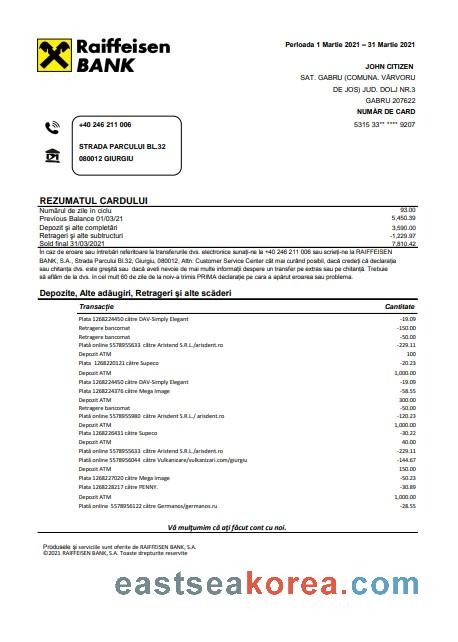 Raiffeisen
BANK
Perloada 1 Martie 2021 – 31 Martie 2021
JOHN CITIZEN
SAT. GABRU (COMUNA. VÂRVORU
DE JOS) JUD. DOLJ NR.3
GABRU 207622
NUMĂR DE CARD
5315 33** **** 9207
+40 246 211 006
STRADA PARCULUI BL.32
080012 GIURGIU
REZUMATUL CARDULUI
Numărul de zile în ciclu 93.00
Previous Balance 01/03/21 5,450.39
Depozit și alte completări 3,590.00
Retrageri și alte subtructuri -1,229.97
Sold final 31/03/2021 7,810.42
În caz de eroare sau întrebări referitoare la transferurile dvs. electronice sunați-ne la +40 246 211 006 sau scrieți-ne la RAIFFEISEN
BANK, S.A., Strada Parcului Bl.32, Giurgiu, 080012, Attn: Customer Service Center cât mai curând posibil, dacă credeți că declarația
sau chitanța dvs. este greșită sau dacă aveți nevoie de mai multe informații despre un transfer pe extras sau pe chitanță. Trebuie
să aflăm de la dvs. în cel mult 60 de zile de la noi-a trimis PRIMA declarație pe care a apărut eroarea sau problema.
Depozite, Alte adăugiri, Retrageri și alte scăderi
Transacție Cantitate
Plata 1268224450 către DAV-Simply Elegant -19.09
Retragere bancomat -150.00
Retragere bancomat -50.00
Plată online 5578955633 către Aristend S.R.L/arisdent.ro -229.11
Depozit ATM 100
Plata 1268220121 către Supeco -20.23
Depozit ATM 1,000.00
Plata 1268224450 către DAV-Simply Elegant -19.09
Plata 1268224376 către Mega Image -58.55
Depozit ATM 300.00
Retragere bancomat -50.00
Plată online 5578955980 către Arisdent S.R.L./ arisdent.ro -120.23
Depozit ATM 1,000.00
Plata 1268226431 către Supeco -30.22
Depozit ATM 40.00
Plată online 5578955633 către Aristend S.R.L/ arisdent.ro -229.11
Plată online 5578956044 către Vulkanizare/vulkanizari.com/giurgiu -144.67
Depozit ATM 150.00
Plata 1268227020 către Mega Image -50.23
Plata 1268228217 către PENNY. -30.89
Depozit ATM 1,000.00
Plată online 5578956122 către Germanos/germanos.ru -28.55
Vă mulțumim că ați făcut cont cu noi.
Produsele și serviciile sunt oferite de RAIFFEISEN BANK, S.A.
©2021 RAIFFEISEN BANK, S.A. Toaste drepturite reservite
eastseakorea.com